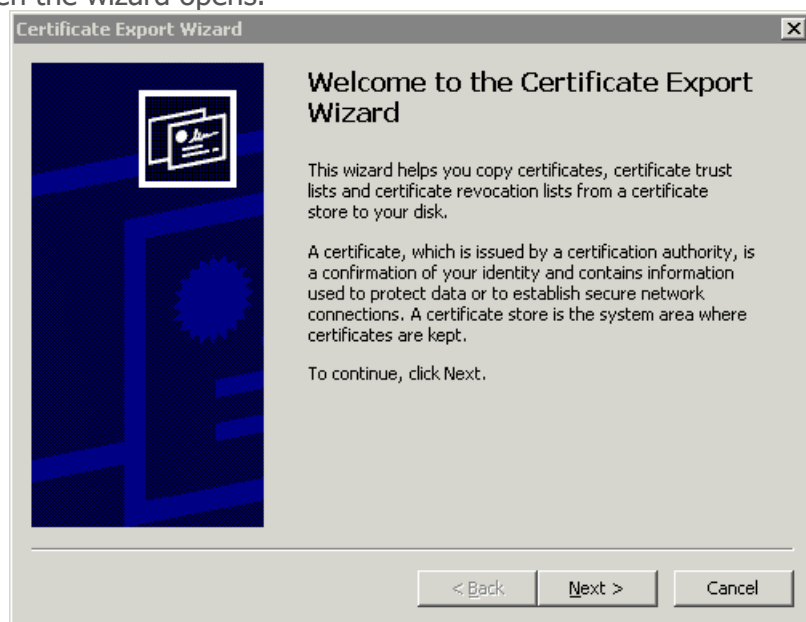 the wizard opens.
Certificate Export Wizard
Welcome to the Certificate Export
Wizard
This wizard helps you copy certificates, certificate trust
lists and certificate revocation lists from a certificate
store to your disk.
A certificate, which is issued by a certification authority, is
a confirmation of your identity and contains information
used to protect data or to establish secure network
connections. A certificate store is the system area where
certificates are kept.
To continue, click Next.
< Back Next > Cancel